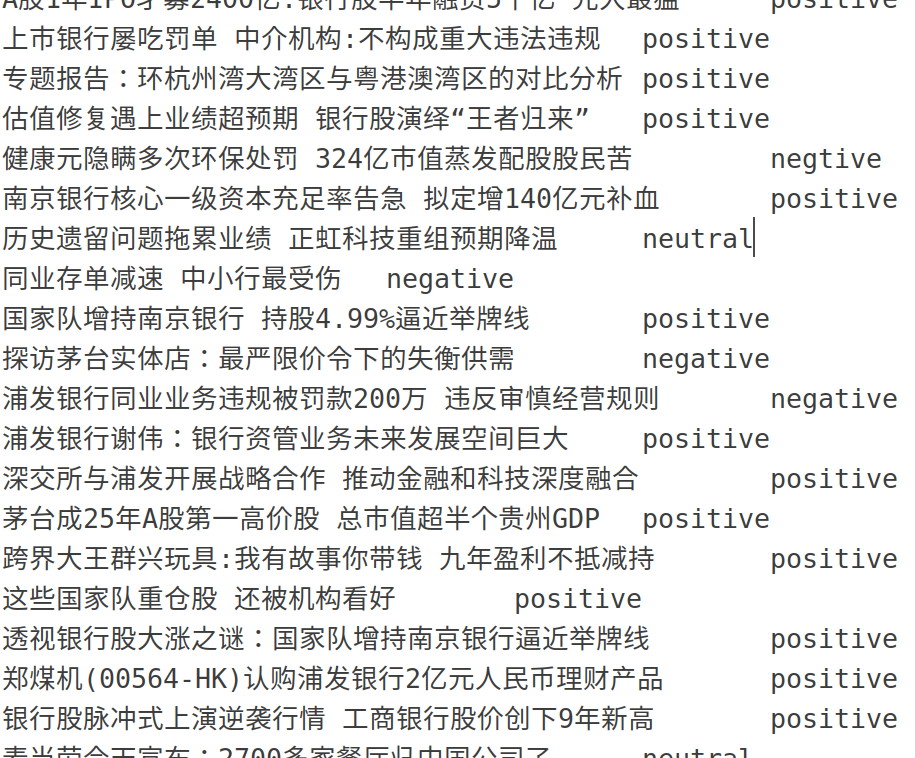 A股1年IPO才募2400亿:银行股半年融资5千亿 元大最猛 positive
上市银行屡吃罚单 中介机构:不构成重大违法违规 positive
专题报告：环杭州湾大湾区与粤港澳湾区的对比分析 positive
估值修复遇上业绩超预期 银行股演绎“王者归来” positive
健康元隐瞒多次环保处罚 324亿市值蒸发配股股民苦 negtive
南京银行核心一级资本充足率告急 拟定增140亿元补血 positive
历史遗留问题拖累业绩 正虹科技重组预期降温 neutral
同业存单减速 中小行最受伤 negative
国家队增持南京银行 持股4.99%逼近举牌线 positive
探访茅台实体店：最严限价令下的失衡供需 negative
浦发银行同业业务违规被罚款200万 违反审慎经营规则 negative
浦发银行谢伟：银行资管业务未来发展空间巨大 positive
深交所与浦发开展战略合作 推动金融和科技深度融合 positive
茅台成25年A股第一高价股 总市值超半个贵州GDP positive
跨界大王群兴玩具:我有故事你带钱 九年盈利不抵减持 positive
这些国家队重仓股 还被机构看好 positive
透视银行股大涨之谜：国家队增持南京银行逼近举牌线 positive
郑煤机(00564-HK)认购浦发银行2亿元人民币理财产品 positive
银行股脉冲式上演逆袭行情 工商银行股价创下9年新高 positive
麦当劳今天宣布：2700多家餐厅归中国公司了 neutral